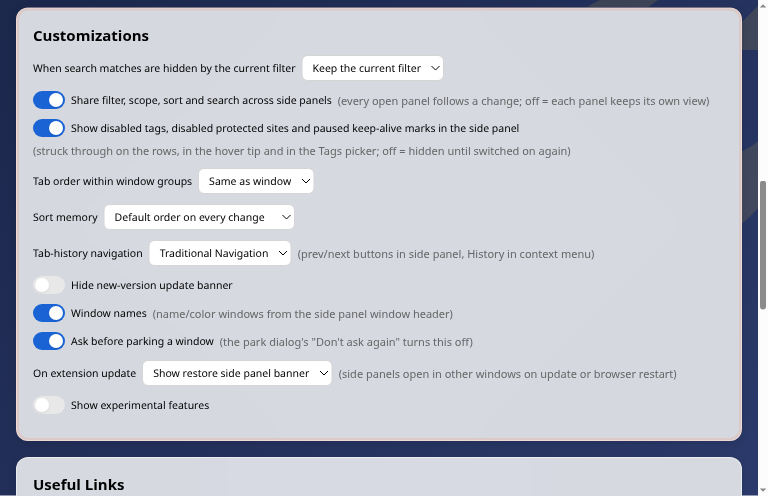 Customizations
When search matches are hidden by the current filter Keep the current filter
Share filter, scope, sort and search across side panels (every open panel follows a change; off = each panel keeps its own view)
Show disabled tags, disabled protected sites and paused keep-alive marks in the side panel
(struck through on the rows, in the hover tip and in the Tags picker; off = hidden until switched on again)
Tab order within window groups Same as window
Sort memory Default order on every change
Tab-history navigation Traditional Navigation (prev/next buttons in side panel, History in context menu)
Hide new-version update banner
Window names (name/color windows from the side panel window header)
Ask before parking a window (the park dialog's "Don't ask again" turns this off)
On extension update Show restore side panel banner (side panels open in other windows on update or browser restart)
Show experimental features
Useful Links